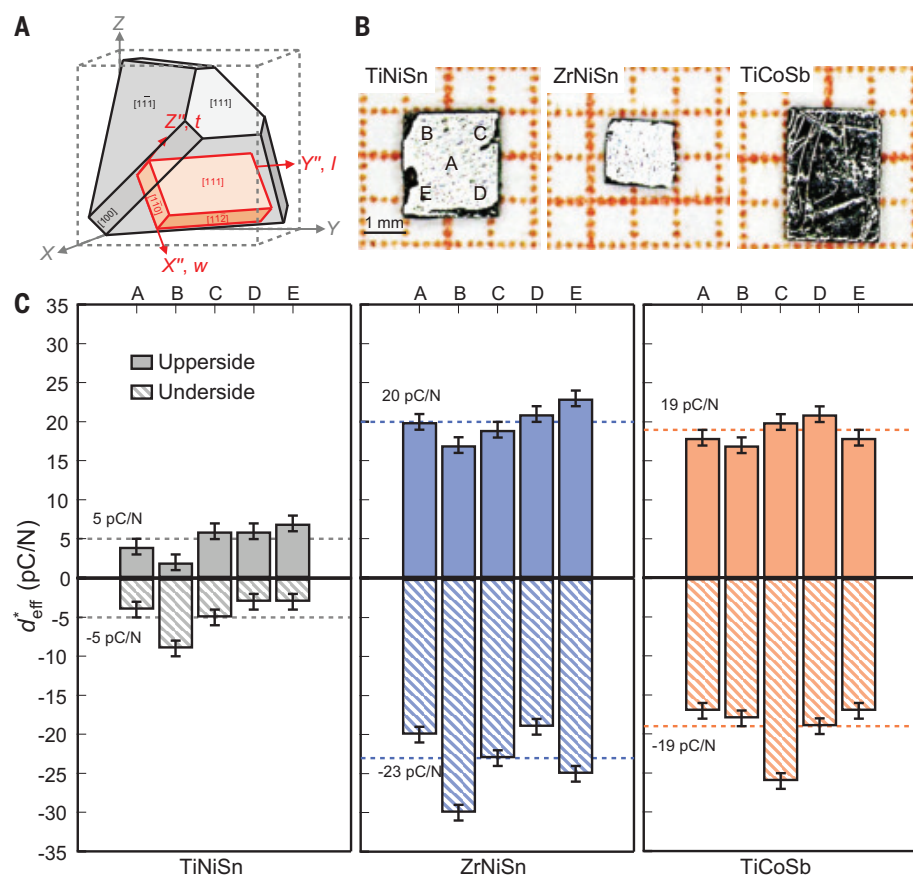 A
Z
[11̄1]
[111]
Z", t
Y", l
[111]
[11̄0]
[112̄]
[100]
X
Y
X", w
B
TiNiSn
ZrNiSn
TiCoSb
B C
A
E D
1 mm
C
A B C D E
A B C D E
A B C D E
35
30
25
20
15
10
5
0
-5
-10
-15
-20
-25
-30
-35
d*eff (pC/N)
Upperside
Underside
5 pC/N
-5 pC/N
20 pC/N
-23 pC/N
19 pC/N
-19 pC/N
TiNiSn
ZrNiSn
TiCoSb